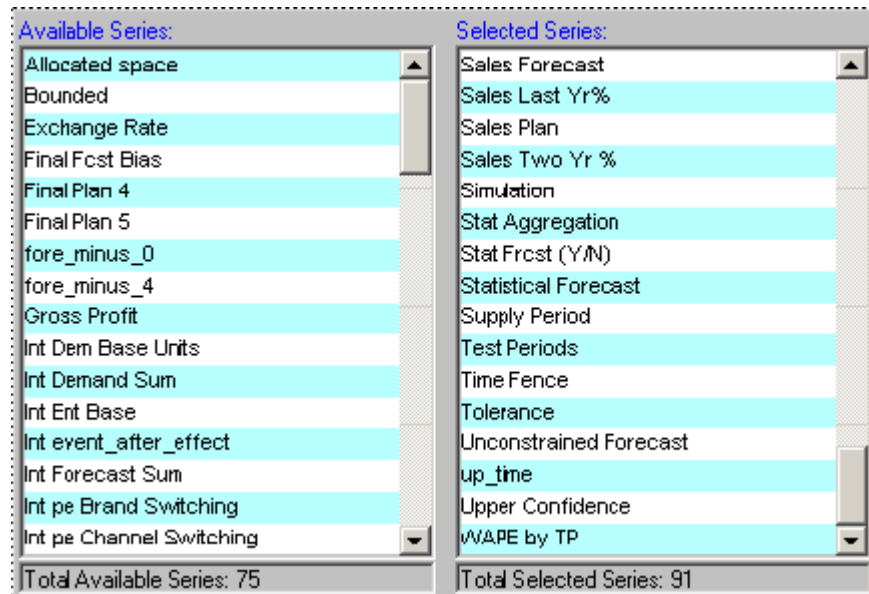 Available Series:
Allocated space
Bounded
Exchange Rate
Final Fcst Bias
Final Plan 4
Final Plan 5
fore_minus_0
fore_minus_4
Gross Profit
Int Dem Base Units
Int Demand Sum
Int Ent Base
Int event_after_effect
Int Forecast Sum
Int pe Brand Switching
Int pe Channel Switching
Total Available Series: 75
Selected Series:
Sales Forecast
Sales Last Yr%
Sales Plan
Sales Two Yr %
Simulation
Stat Aggregation
Stat Frcst (Y/N)
Statistical Forecast
Supply Period
Test Periods
Time Fence
Tolerance
Unconstrained Forecast
up_time
Upper Confidence
WAPE by TP
Total Selected Series: 91